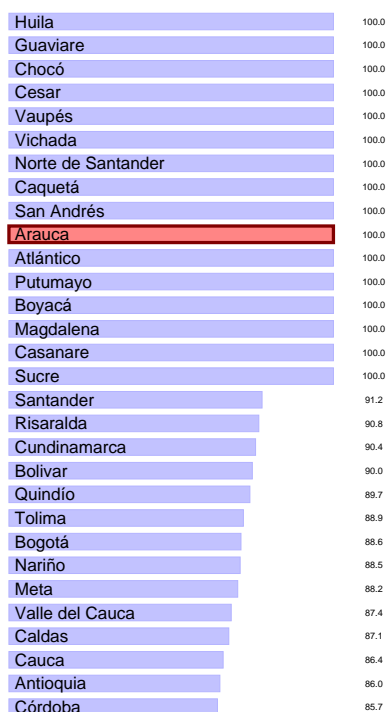 Huila 100.0
Guaviare 100.0
Chocó 100.0
Cesar 100.0
Vaupés 100.0
Vichada 100.0
Norte de Santander 100.0
Caquetá 100.0
San Andrés 100.0
Arauca 100.0
Atlántico 100.0
Putumayo 100.0
Boyacá 100.0
Magdalena 100.0
Casanare 100.0
Sucre 100.0
Santander 91.2
Risaralda 90.8
Cundinamarca 90.4
Bolivar 90.0
Quindío 89.7
Tolima 88.9
Bogotá 88.6
Nariño 88.5
Meta 88.2
Valle del Cauca 87.4
Caldas 87.1
Cauca 86.4
Antioquia 86.0
Córdoba 85.7